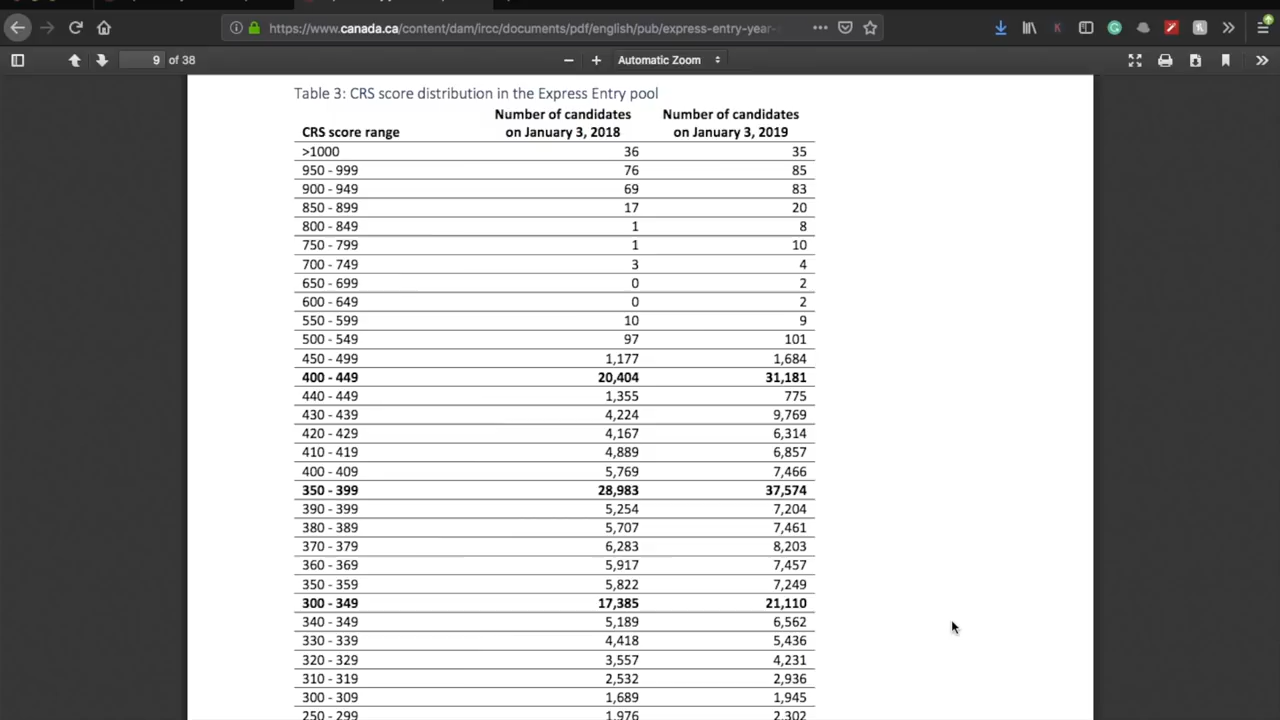 https://www.canada.ca/content/dam/ircc/documents/pdf/english/pub/express-entry-year-
9 of 38
Automatic Zoom
Table 3: CRS score distribution in the Express Entry pool
CRS score range Number of candidates on January 3, 2018 Number of candidates on January 3, 2019
>1000 36 35
950 - 999 76 85
900 - 949 69 83
850 - 899 17 20
800 - 849 1 8
750 - 799 1 10
700 - 749 3 4
650 - 699 0 2
600 - 649 0 2
550 - 599 10 9
500 - 549 97 101
450 - 499 1,177 1,684
400 - 449 20,404 31,181
440 - 449 1,355 775
430 - 439 4,224 9,769
420 - 429 4,167 6,314
410 - 419 4,889 6,857
400 - 409 5,769 7,466
350 - 399 28,983 37,574
390 - 399 5,254 7,204
380 - 389 5,707 7,461
370 - 379 6,283 8,203
360 - 369 5,917 7,457
350 - 359 5,822 7,249
300 - 349 17,385 21,110
340 - 349 5,189 6,562
330 - 339 4,418 5,436
320 - 329 3,557 4,231
310 - 319 2,532 2,936
300 - 309 1,689 1,945
250 - 299 1,976 2,302